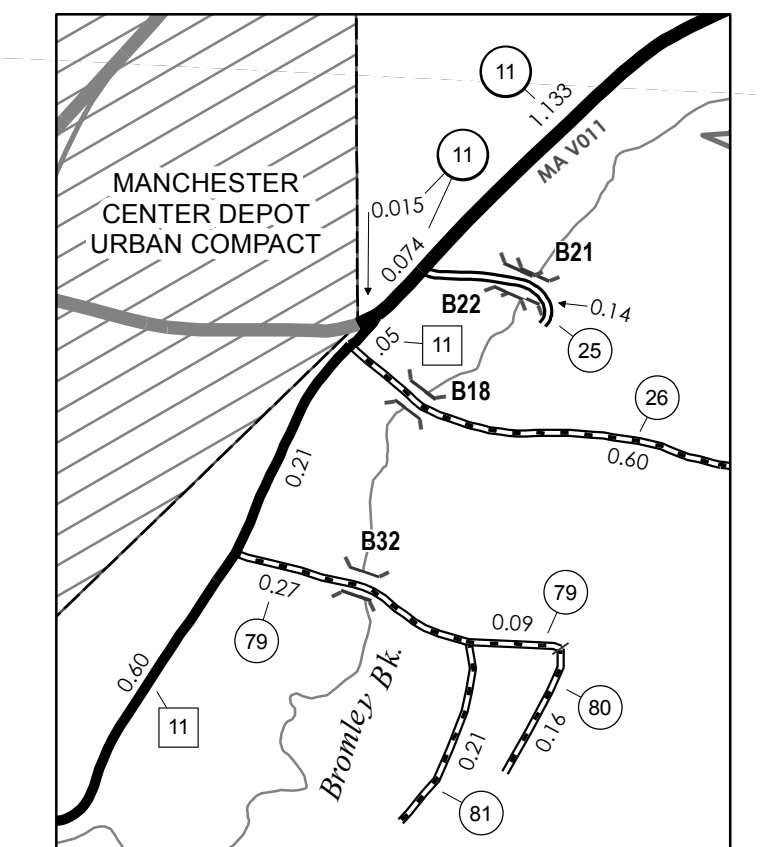 11
1.133
MA V011
11
MANCHESTER
CENTER DEPOT
URBAN COMPACT
0.015
0.074
B21
B22
0.14
25
.05
11
B18
26
0.60
0.21
B32
0.27
79
0.09
79
0.60
11
Bromley Bk.
80
0.16
0.21
81